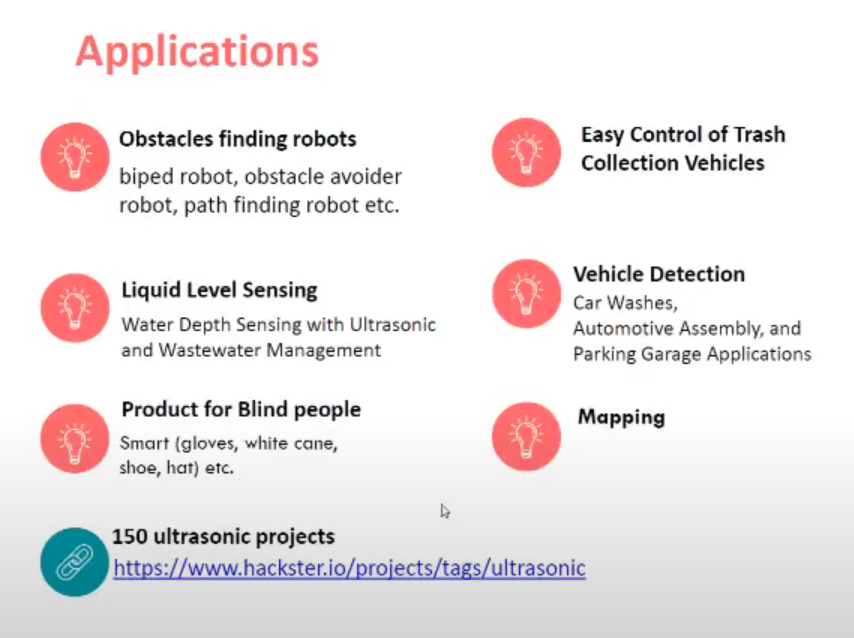 Applications
Obstacles finding robots
biped robot, obstacle avoider
robot, path finding robot etc.
Easy Control of Trash
Collection Vehicles
Liquid Level Sensing
Water Depth Sensing with Ultrasonic
and Wastewater Management
Vehicle Detection
Car Washes,
Automotive Assembly, and
Parking Garage Applications
Product for Blind people
Smart (gloves, white cane,
shoe, hat) etc.
Mapping
150 ultrasonic projects
https://www.hackster.io/projects/tags/ultrasonic